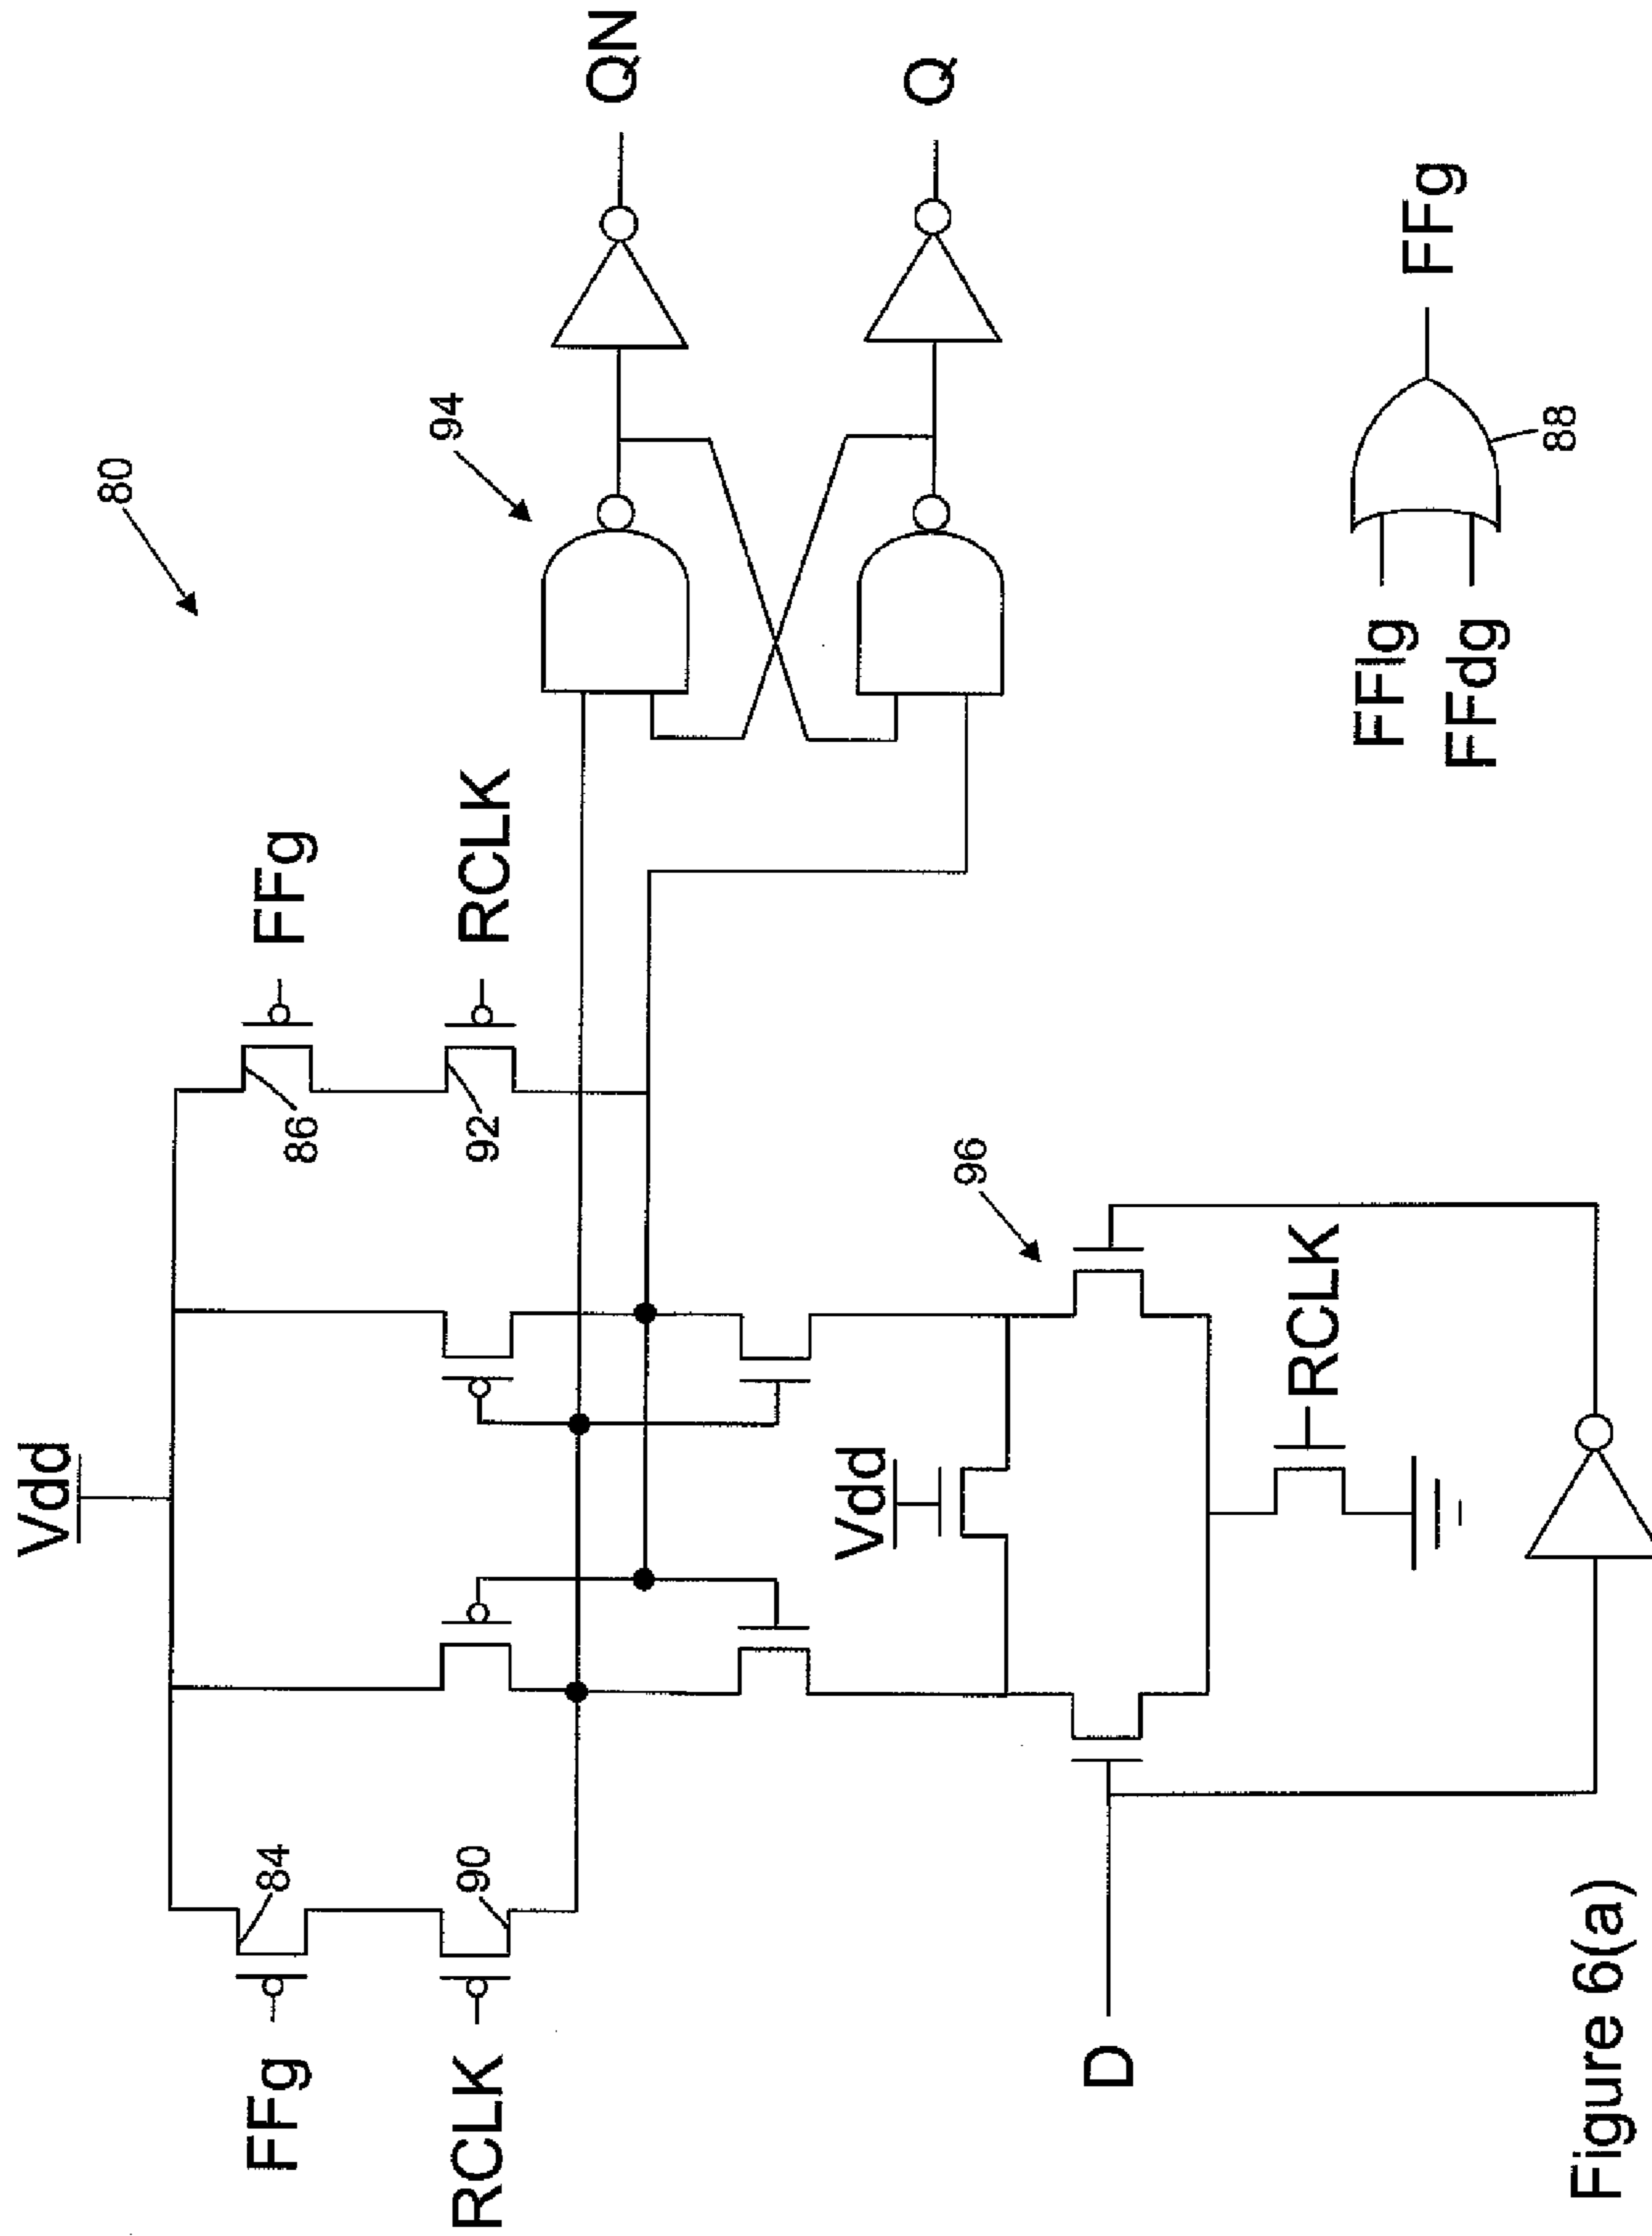 Vdd
80
FFg
84
86
FFg
94
RCLK
90
92
RCLK
QN
Vdd
Q
96
D
RCLK
FFlg
FFg
FFdg
88
Figure 6(a)